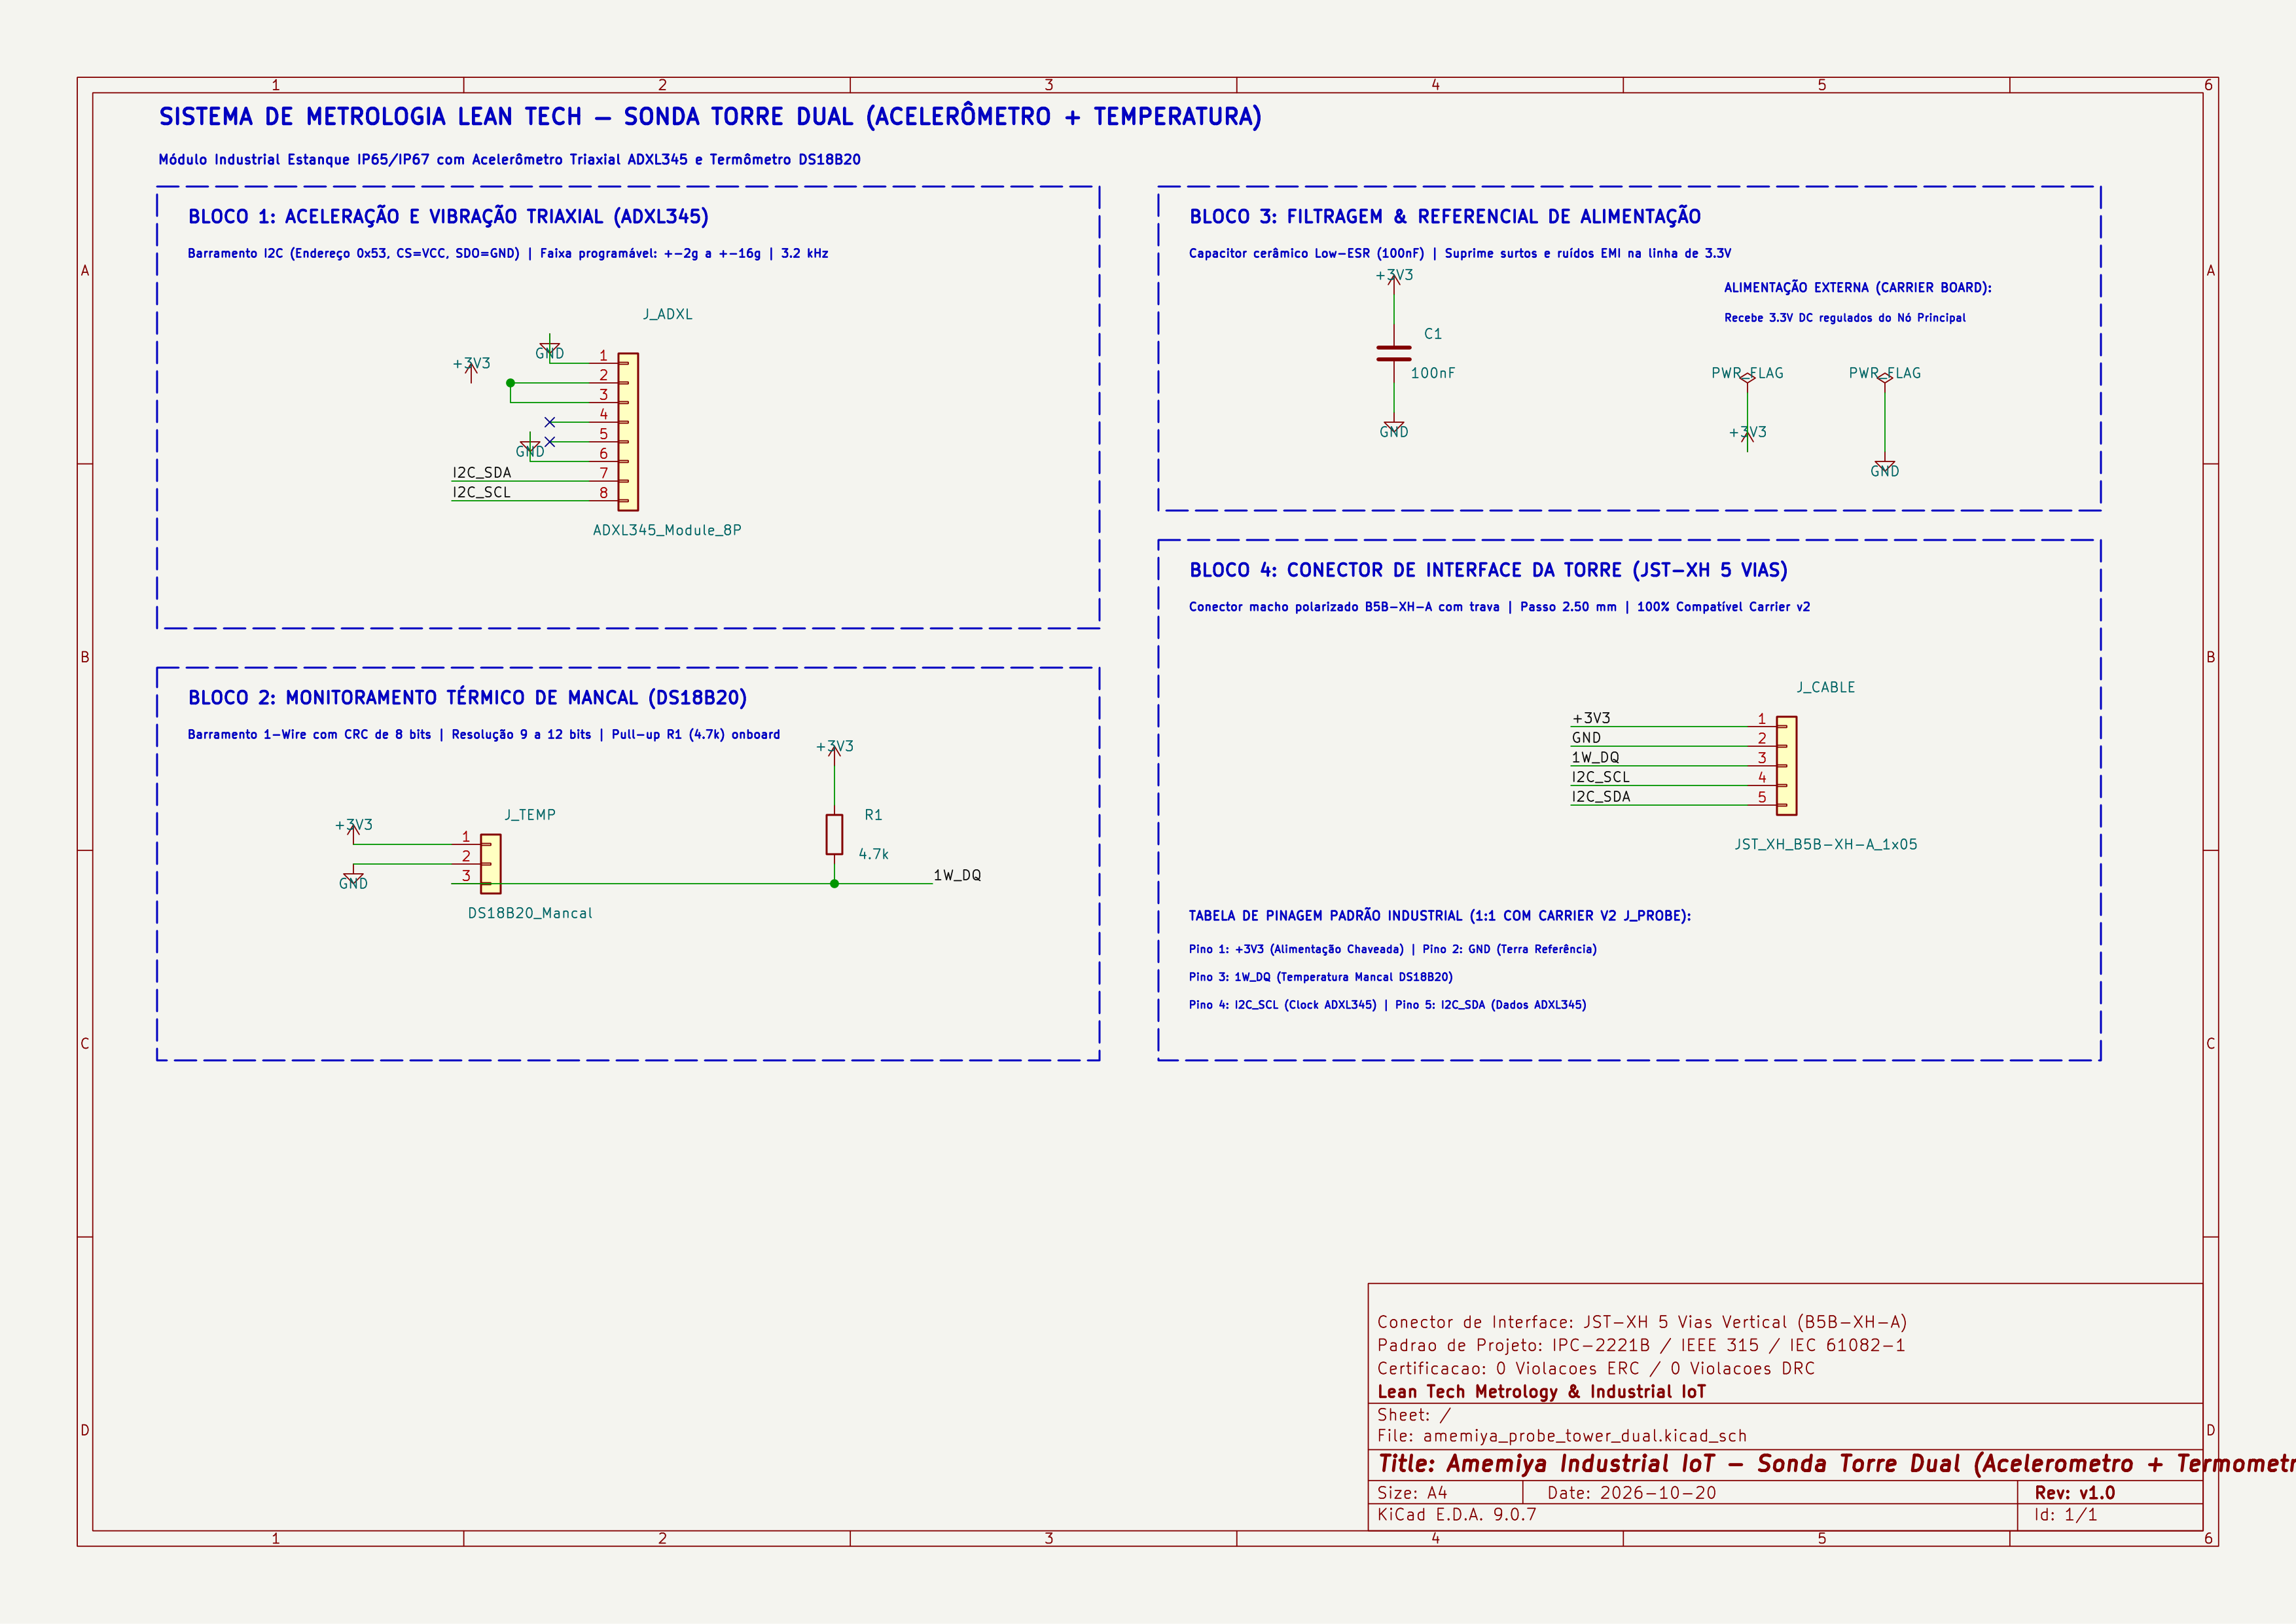 1 2 3 4 5 6
SISTEMA DE METROLOGIA LEAN TECH – SONDA TORRE DUAL (ACELERÔMETRO + TEMPERATURA)
Módulo Industrial Estanque IP65/IP67 com Acelerômetro Triaxial ADXL345 e Termômetro DS18B20
BLOCO 1: ACELERAÇÃO E VIBRAÇÃO TRIAXIAL (ADXL345)
Barramento I2C (Endereço 0x53, CS=VCC, SDO=GND) | Faixa programável: +-2g a +-16g | 3.2 kHz
J_ADXL
GND
+3V3
1
2
3
4
5
GND
6
I2C_SDA
7
I2C_SCL
8
ADXL345_Module_8P
BLOCO 2: MONITORAMENTO TÉRMICO DE MANCAL (DS18B20)
Barramento 1-Wire com CRC de 8 bits | Resolução 9 a 12 bits | Pull-up R1 (4.7k) onboard
+3V3
J_TEMP
R1
+3V3
1
2
4.7k
3
GND
1W_DQ
DS18B20_Mancal
BLOCO 3: FILTRAGEM & REFERENCIAL DE ALIMENTAÇÃO
Capacitor cerâmico Low-ESR (100nF) | Suprime surtos e ruídos EMI na linha de 3.3V
+3V3
ALIMENTAÇÃO EXTERNA (CARRIER BOARD):
Recebe 3.3V DC regulados do Nó Principal
C1
100nF
PWR_FLAG
PWR_FLAG
GND
+3V3
GND
BLOCO 4: CONECTOR DE INTERFACE DA TORRE (JST-XH 5 VIAS)
Conector macho polarizado B5B-XH-A com trava | Passo 2.50 mm | 100% Compatível Carrier v2
J_CABLE
+3V3
1
GND
2
1W_DQ
3
I2C_SCL
4
I2C_SDA
5
JST_XH_B5B-XH-A_1x05
TABELA DE PINAGEM PADRÃO INDUSTRIAL (1:1 COM CARRIER V2 J_PROBE):
Pino 1: +3V3 (Alimentação Chaveada) | Pino 2: GND (Terra Referência)
Pino 3: 1W_DQ (Temperatura Mancal DS18B20)
Pino 4: I2C_SCL (Clock ADXL345) | Pino 5: I2C_SDA (Dados ADXL345)
A
B
C
D
A
B
C
D
Conector de Interface: JST-XH 5 Vias Vertical (B5B-XH-A)
Padrao de Projeto: IPC-2221B / IEEE 315 / IEC 61082-1
Certificacao: 0 Violacoes ERC / 0 Violacoes DRC
Lean Tech Metrology & Industrial IoT
Sheet: /
File: amemiya_probe_tower_dual.kicad_sch
Title: Amemiya Industrial IoT – Sonda Torre Dual (Acelerometro + Termometr
Size: A4
Date: 2026-10-20
Rev: v1.0
KiCad E.D.A. 9.0.7
Id: 1/1
1 2 3 4 5 6